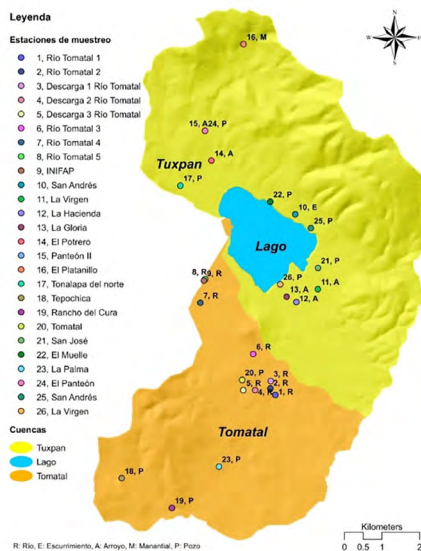 Leyenda
Estaciones de muestreo
1, Río Tomatal 1
2, Río Tomatal 2
3, Descarga 1 Río Tomatal
4, Descarga 2 Río Tomatal
5, Descarga 3 Río Tomatal
6, Río Tomatal 3
7, Río Tomatal 4
8, Río Tomatal 5
9, INIFAP
10, San Andrés
11, La Virgen
12, La Hacienda
13, La Gloria
14, El Potrero
15, Panteón II
16, El Platanillo
17, Tonalapa del norte
18, Tepochica
19, Rancho del Cura
20, Tomatal
21, San José
22, El Muelle
23, La Palma
24, El Panteón
25, San Andrés
26, La Virgen
Cuencas
Tuxpan
Lago
Tomatal
R: Río, E: Escurrimiento, A: Arroyo, M: Manantial, P: Pozo
N
E
S
16, M
15, A24, P
Tuxpan
14, A
17, P
22, P
10, E
25, P
Lago
21, P
26, P
11, A
13, A
12, A
8, R
9, R
7, R
6, R
20, P
3, R
5, R
2, R
4, R
1, R
Tomatal
18, P
23, P
19, P
Kilometers
0 0.5 1 2